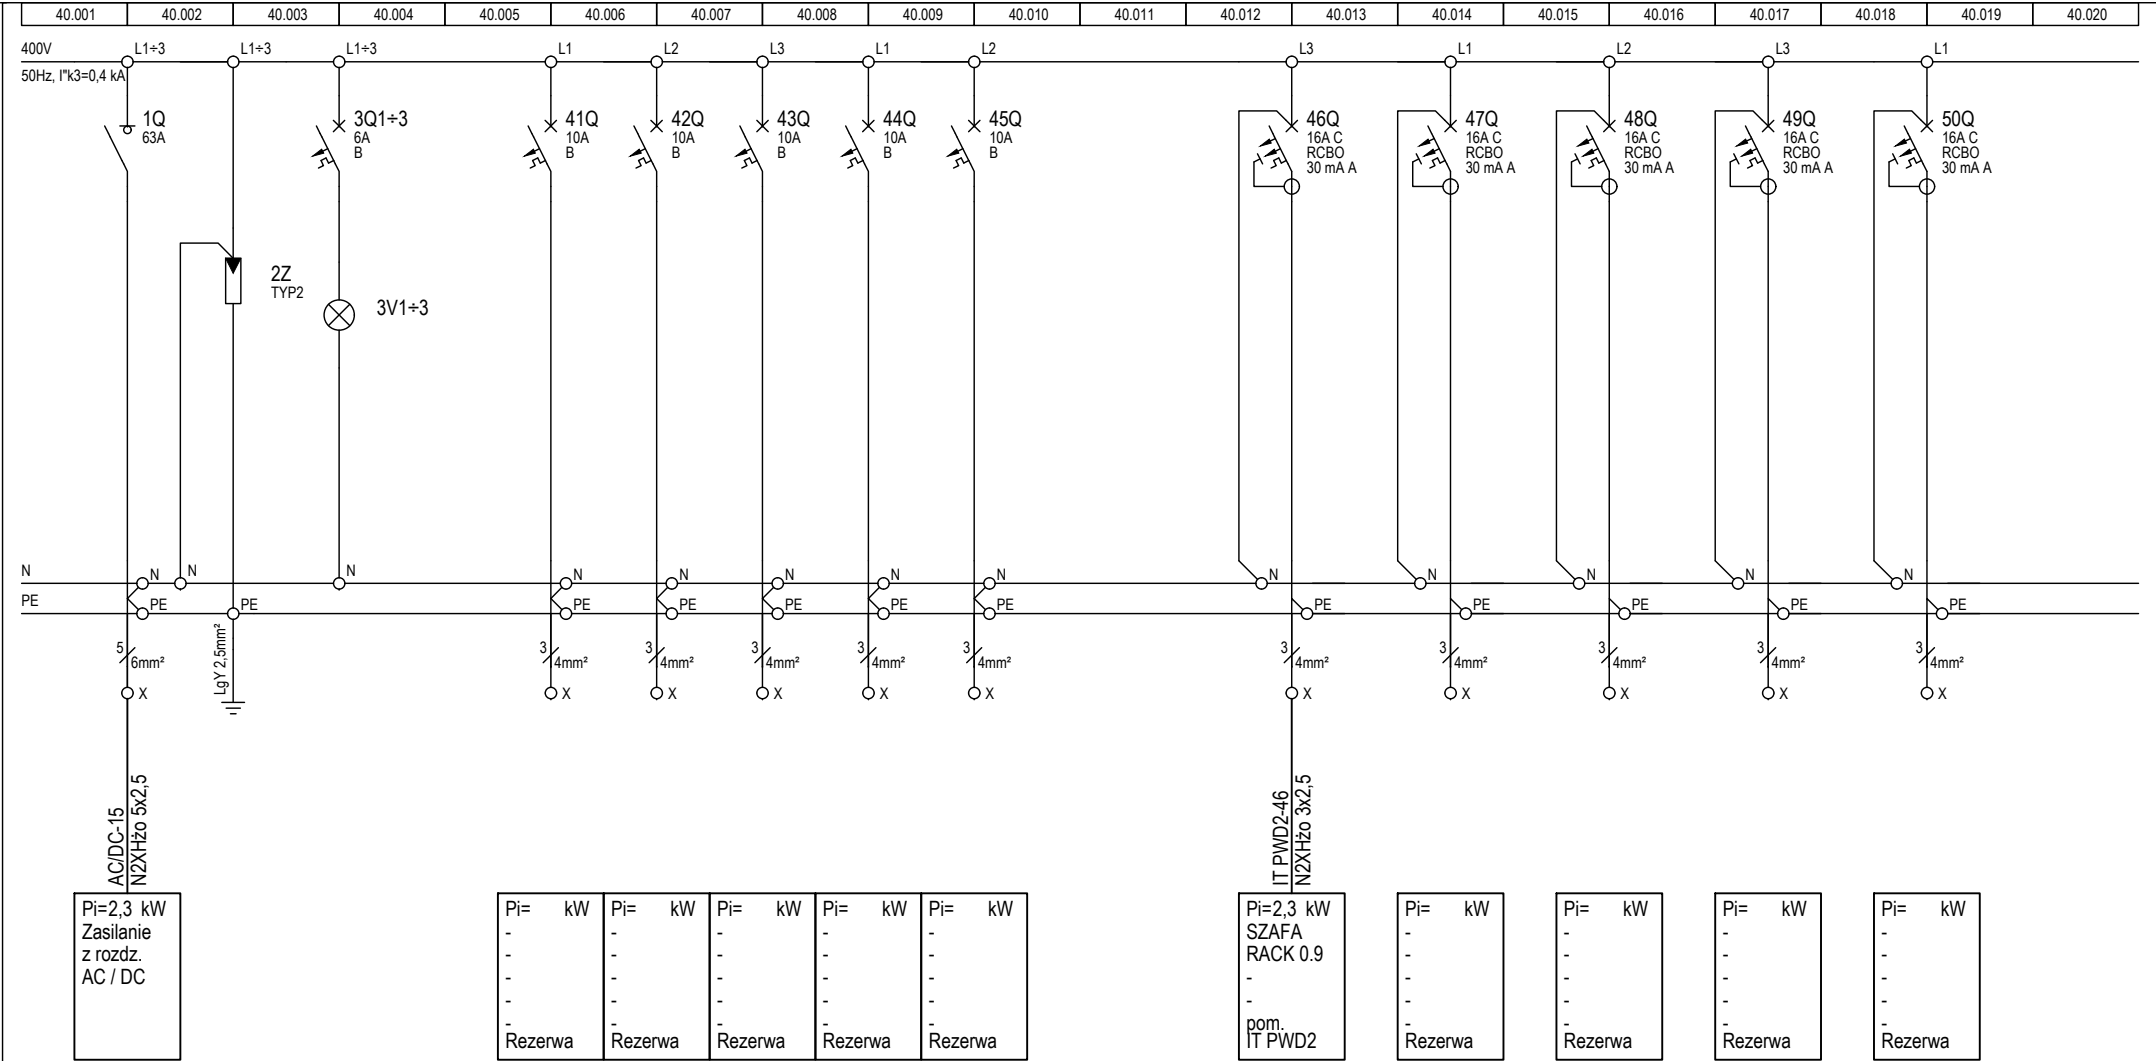 40.001 40.002 40.003 40.004 40.005 40.006 40.007 40.008 40.009 40.010 40.011 40.012 40.013 40.014 40.015 40.016 40.017 40.018 40.019 40.020
400V L1÷3 L1÷3 L1÷3 L1 L2 L3 L1 L2 L3 L1 L2 L3 L1
50Hz, I"k3=0,4 kA
1Q
63A
2Z
TYP2
3Q1÷3
6A
B
3V1÷3
41Q
10A
B
42Q
10A
B
43Q
10A
B
44Q
10A
B
45Q
10A
B
46Q
16A C
RCBO
30 mA A
47Q
16A C
RCBO
30 mA A
48Q
16A C
RCBO
30 mA A
49Q
16A C
RCBO
30 mA A
50Q
16A C
RCBO
30 mA A
N N N N N N N N N N N N N N
PE PE PE PE PE PE PE PE PE PE PE PE PE
5 6mm² LgY 2,5mm² 3 4mm² 3 4mm² 3 4mm² 3 4mm² 3 4mm² 3 4mm² 3 4mm² 3 4mm² 3 4mm² 3 4mm²
X X X X X X X X X X X
AC/DC-15
N2XHżo 5x2,5
IT PWD2-46
N2XHżo 3x2,5
Pi=2,3 kW
Zasilanie
z rozdz.
AC / DC
Pi= kW
-
-
-
-
-
Rezerwa
Pi= kW
-
-
-
-
-
Rezerwa
Pi= kW
-
-
-
-
-
Rezerwa
Pi= kW
-
-
-
-
-
Rezerwa
Pi= kW
-
-
-
-
-
Rezerwa
Pi=2,3 kW
SZAFA
RACK 0.9
-
-
pom.
IT PWD2
Pi= kW
-
-
-
-
-
Rezerwa
Pi= kW
-
-
-
-
-
Rezerwa
Pi= kW
-
-
-
-
-
Rezerwa
Pi= kW
-
-
-
-
-
Rezerwa